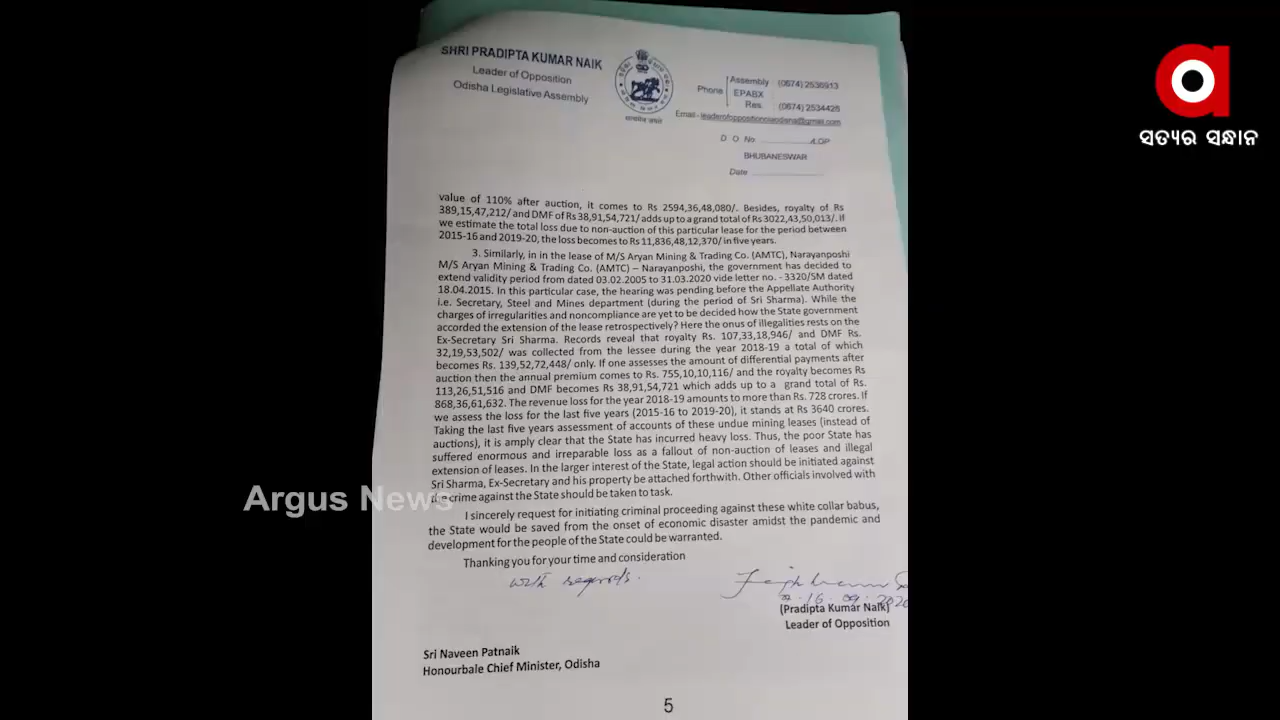 SHRI PRADIPTA KUMAR NAIK
Leader of Opposition
Odisha Legislative Assembly
Phone
Assembly (0674) 2536913
EPABX
Res. (0674) 2534425
D O No ............... /LOP
BHUBANESWAR
Date ....................
ସତ୍ୟର ସନ୍ଧାନ
value of 110% after auction, it comes to Rs 2594,36,48,080/. Besides, royalty of Rs
389,15,47,212/ and DMF of Rs 38,91,54,721/ adds up to a grand total of Rs 3022,43,50,013/. If
we estimate the total loss due to non-auction of this particular lease for the period between
2015-16 and 2019-20, the loss becomes to Rs 11,836,48,12,370/ in five years.
3. Similarly, in in the lease of M/S Aryan Mining & Trading Co. (AMTC), Narayanposhi
M/S Aryan Mining & Trading Co. (AMTC) – Narayanposhi, the government has decided to
extend validity period from dated 03.02.2005 to 31.03.2020 vide letter no. - 3320/SM dated
18.04.2015. In this particular case, the hearing was pending before the Appellate Authority
i.e. Secretary, Steel and Mines department (during the period of Sri Sharma). While the
charges of irregularities and noncompliance are yet to be decided how the State government
accorded the extension of the lease retrospectively? Here the onus of illegalities rests on the
Ex-Secretary Sri Sharma. Records reveal that royalty Rs. 107,33,18,946/ and DMF Rs.
32,19,53,502/ was collected from the lessee during the year 2018-19 a total of which
becomes Rs. 139,52,72,448/ only. If one assesses the amount of differential payments after
auction then the annual premium comes to Rs. 755,10,10,116/ and the royalty becomes Rs
113,26,51,516 and DMF becomes Rs 38,91,54,721 which adds up to a grand total of Rs.
868,36,61,632. The revenue loss for the year 2018-19 amounts to more than Rs. 728 crores. If
we assess the loss for the last five years (2015-16 to 2019-20), it stands at Rs 3640 crores.
Taking the last five years assessment of accounts of these undue mining leases (instead of
auctions), it is amply clear that the State has incurred heavy loss. Thus, the poor State has
suffered enormous and irreparable loss as a fallout of non-auction of leases and illegal
extension of leases. In the larger interest of the State, legal action should be initiated against
Sri Sharma, Ex-Secretary and his property be attached forthwith. Other officials involved with
crime against the State should be taken to task.
Argus News
I sincerely request for initiating criminal proceeding against these white collar babus,
the State would be saved from the onset of economic disaster amidst the pandemic and
development for the people of the State could be warranted.
Thanking you for your time and consideration
with regards.
16.09.2020
(Pradipta Kumar Naik)
Leader of Opposition
Sri Naveen Patnaik
Honourbale Chief Minister, Odisha
5